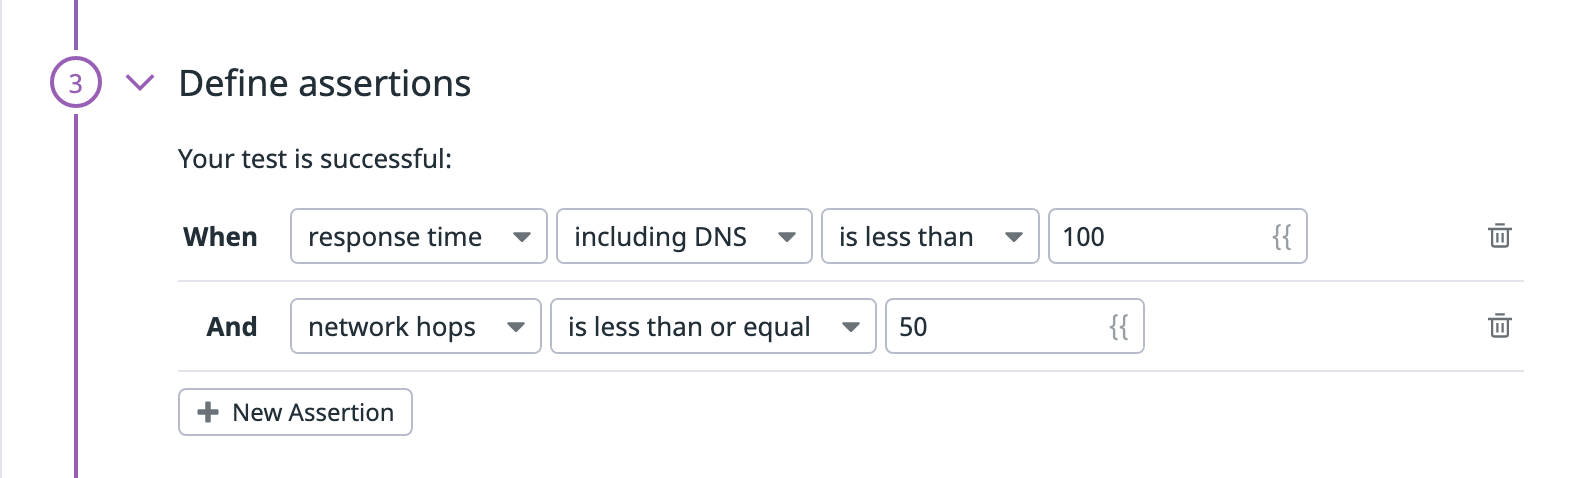 3 Define assertions
Your test is successful:
When response time including DNS is less than 100 {{
And network hops is less than or equal 50 {{
New Assertion